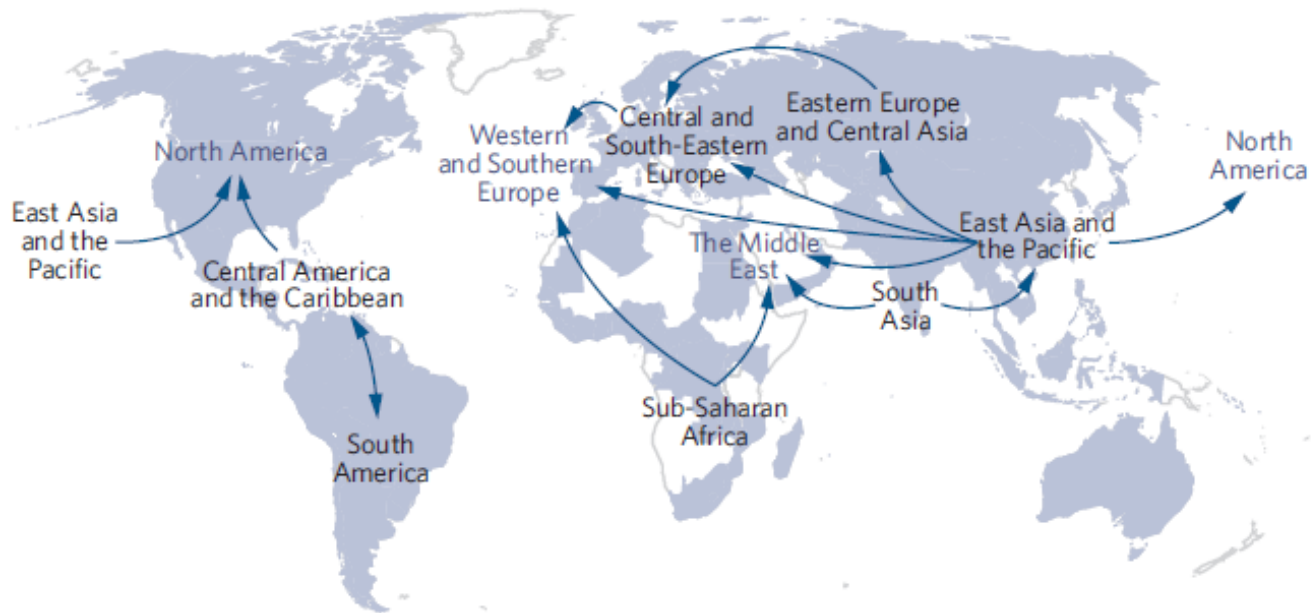 North America
East Asia
and the
Pacific
Central America
and the Caribbean
South
America
Western
and Southern
Europe
Central and
South-Eastern
Europe
Eastern Europe
and Central Asia
North
America
East Asia and
the Pacific
The Middle
East
South
Asia
Sub-Saharan
Africa